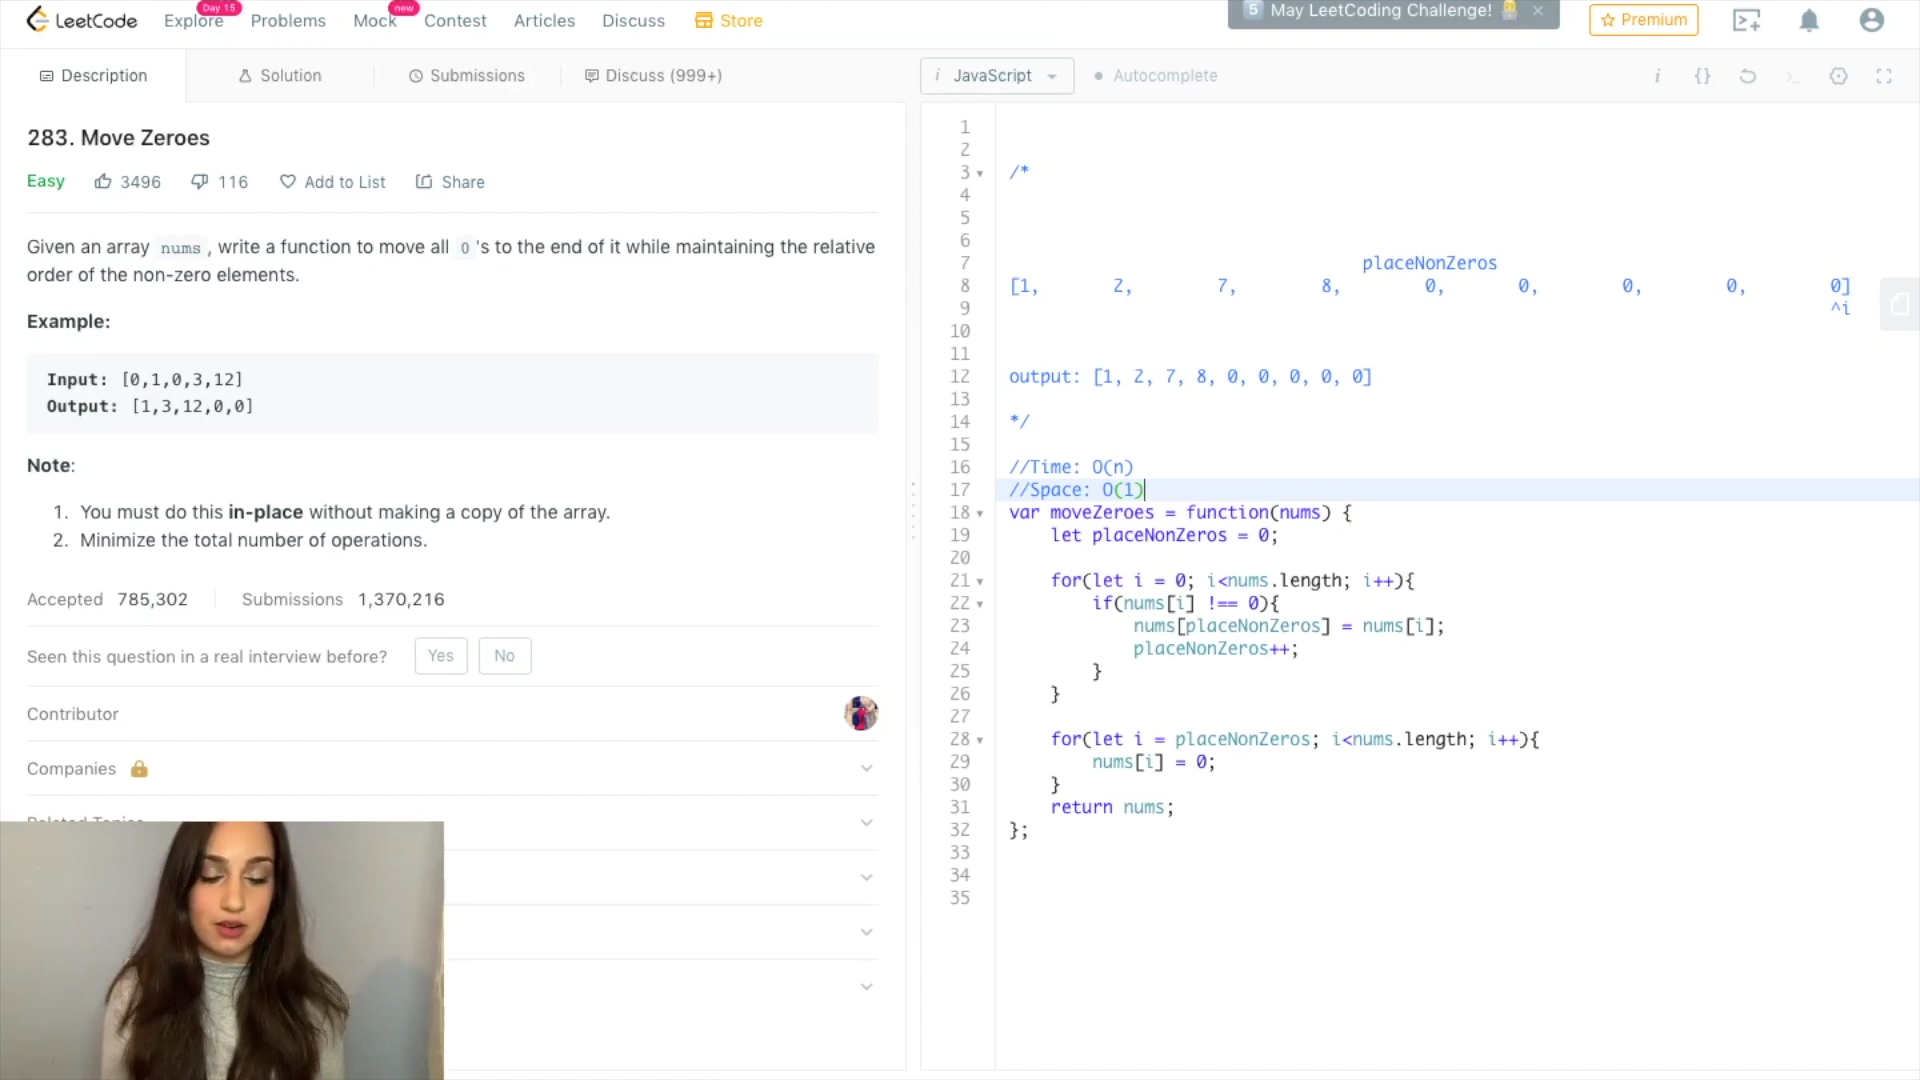 LeetCode
Explore
Day 15
Problems
Mock
new
Contest
Articles
Discuss
Store
5 May LeetCoding Challenge!
Premium
Description
Solution
Submissions
Discuss (999+)
i JavaScript
Autocomplete
283. Move Zeroes
Easy 3496 116 Add to List Share
Given an array nums, write a function to move all 0's to the end of it while maintaining the relative
order of the non-zero elements.
Example:
Input: [0,1,0,3,12]
Output: [1,3,12,0,0]
Note:
1. You must do this in-place without making a copy of the array.
2. Minimize the total number of operations.
Accepted 785,302 Submissions 1,370,216
Seen this question in a real interview before? Yes No
Contributor
Companies
Related Topics
1
2
3 /*
4
5
6
7 placeNonZeros
8 [1, 2, 7, 8, 0, 0, 0, 0, 0]
9 ^i
10
11
12 output: [1, 2, 7, 8, 0, 0, 0, 0, 0]
13
14 */
15
16 //Time: O(n)
17 //Space: O(1)
18 var moveZeroes = function(nums) {
19 let placeNonZeros = 0;
20
21 for(let i = 0; i<nums.length; i++){
22 if(nums[i] !== 0){
23 nums[placeNonZeros] = nums[i];
24 placeNonZeros++;
25 }
26 }
27
28 for(let i = placeNonZeros; i<nums.length; i++){
29 nums[i] = 0;
30 }
31 return nums;
32 };
33
34
35